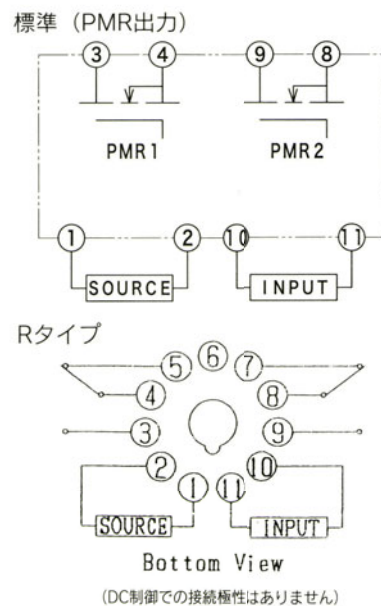 標準（PMR出力）
③ ④ ⑨ ⑧
PMR1 PMR2
① ② ⑩ ⑪
SOURCE INPUT
Rタイプ
⑤ ⑥ ⑦
④ ⑧
③ ⑨
② ⑩
① ⑪
SOURCE INPUT
Bottom View
（DC制御での接続極性はありません）